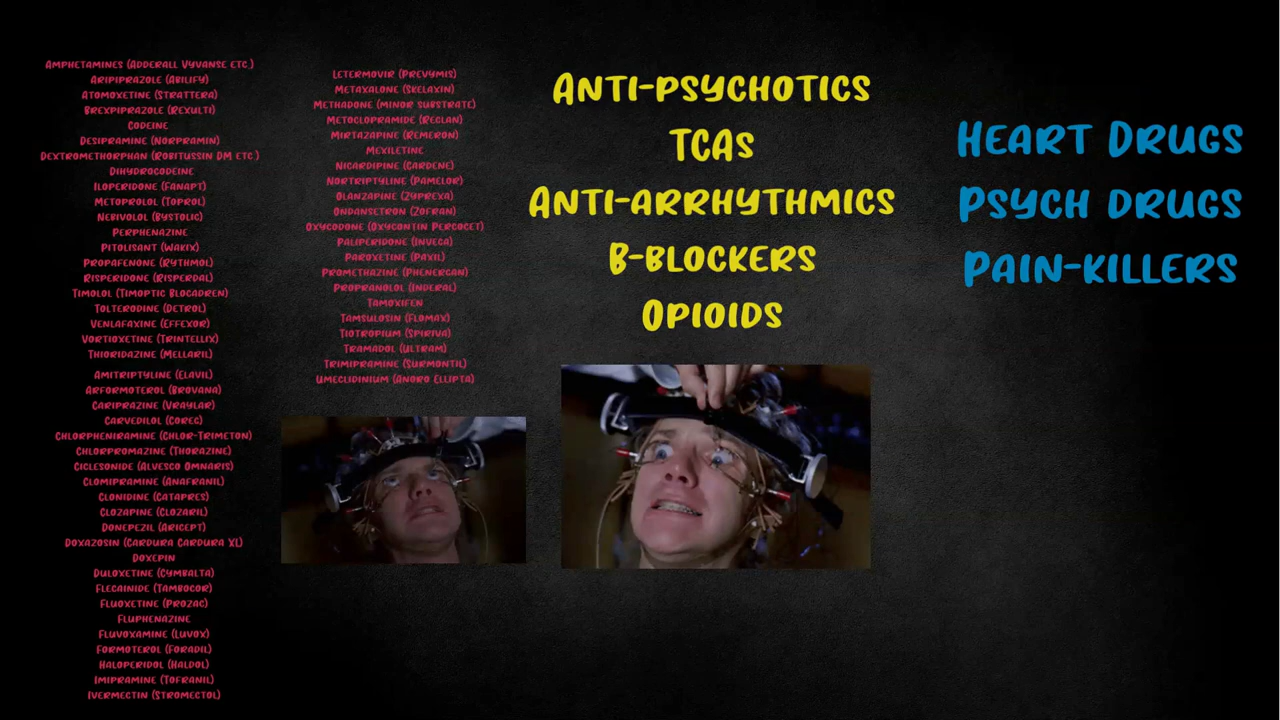 Amphetamines (Adderall Vyvanse etc.)
Aripiprazole (Abilify)
Atomoxetine (Strattera)
Brexpiprazole (Rexulti)
Codeine
Desipramine (Norpramin)
Dextromethorphan (Robitussin DM etc.)
Dihydrocodeine
Iloperidone (Fanapt)
Metoprolol (Toprol)
Nebivolol (Bystolic)
Perphenazine
Pitolisant (Wakix)
Propafenone (Rythmol)
Risperidone (Risperdal)
Timolol (Timoptic Blocadren)
Tolterodine (Detrol)
Venlafaxine (Effexor)
Vortioxetine (Trintellix)
Thioridazine (Mellaril)
Amitriptyline (Elavil)
Arformoterol (Brovana)
Cariprazine (Vraylar)
Carvedilol (Coreg)
Chlorpheniramine (Chlor-Trimeton)
Chlorpromazine (Thorazine)
Ciclesonide (Alvesco Omnaris)
Clomipramine (Anafranil)
Clonidine (Catapres)
Clozapine (Clozaril)
Donepezil (Aricept)
Doxazosin (Cardura Cardura XL)
Doxepin
Duloxetine (Cymbalta)
Flecainide (Tambocor)
Fluoxetine (Prozac)
Fluphenazine
Fluvoxamine (Luvox)
Formoterol (Foradil)
Haloperidol (Haldol)
Imipramine (Tofranil)
Ivermectin (Stromectol)
Letermovir (Prevymis)
Metaxalone (Skelaxin)
Methadone (minor substrate)
Metoclopramide (Reglan)
Mirtazapine (Remeron)
Mexiletine
Nicardipine (Cardene)
Nortriptyline (Pamelor)
Olanzapine (Zyprexa)
Ondansetron (Zofran)
Oxycodone (Oxycontin Percocet)
Paliperidone (Invega)
Paroxetine (Paxil)
Promethazine (Phenergan)
Propranolol (Inderal)
Tamoxifen
Tamsulosin (Flomax)
Tiotropium (Spiriva)
Tramadol (Ultram)
Trimipramine (Surmontil)
Umeclidinium (Anoro Ellipta)
Anti-psychotics
TCAs
Anti-arrhythmics
B-blockers
Opioids
Heart Drugs
Psych drugs
Pain-killers